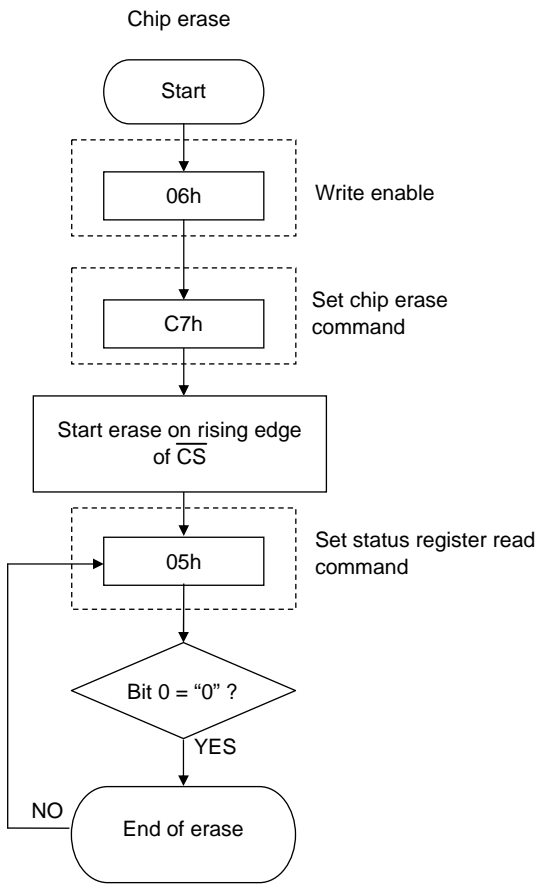 Chip erase
Start
06h
Write enable
C7h
Set chip erase
command
Start erase on rising edge
of C̅S̅
05h
Set status register read
command
Bit 0 = “0” ?
YES
NO
End of erase